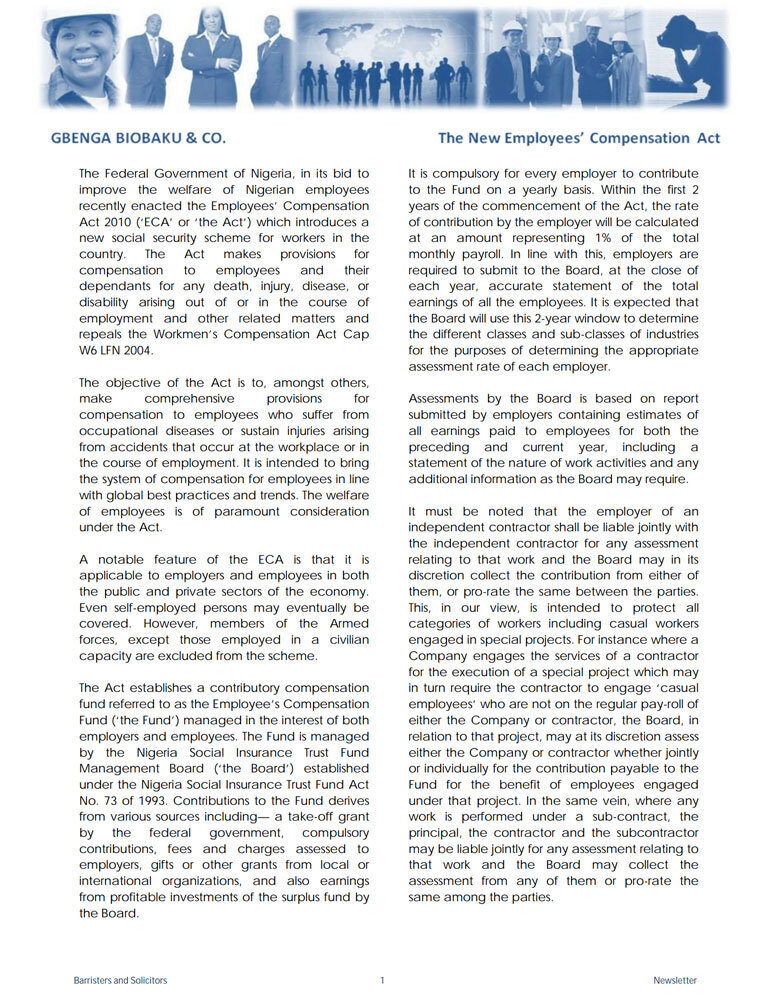 GBENGA BIOBAKU & CO.
The New Employees' Compensation Act
The Federal Government of Nigeria, in its bid to
improve the welfare of Nigerian employees
recently enacted the Employees' Compensation
Act 2010 ('ECA' or 'the Act') which introduces a
new social security scheme for workers in the
country. The Act makes provisions for
compensation to employees and their
dependants for any death, injury, disease, or
disability arising out of or in the course of
employment and other related matters and
repeals the Workmen's Compensation Act Cap
W6 LFN 2004.
The objective of the Act is to, amongst others,
make comprehensive provisions for
compensation to employees who suffer from
occupational diseases or sustain injuries arising
from accidents that occur at the workplace or in
the course of employment. It is intended to bring
the system of compensation for employees in line
with global best practices and trends. The welfare
of employees is of paramount consideration
under the Act.
A notable feature of the ECA is that it is
applicable to employers and employees in both
the public and private sectors of the economy.
Even self-employed persons may eventually be
covered. However, members of the Armed
forces, except those employed in a civilian
capacity are excluded from the scheme.
The Act establishes a contributory compensation
fund referred to as the Employee's Compensation
Fund ('the Fund') managed in the interest of both
employers and employees. The Fund is managed
by the Nigeria Social Insurance Trust Fund
Management Board ('the Board') established
under the Nigeria Social Insurance Trust Fund Act
No. 73 of 1993. Contributions to the Fund derives
from various sources including— a take-off grant
by the federal government, compulsory
contributions, fees and charges assessed to
employers, gifts or other grants from local or
international organizations, and also earnings
from profitable investments of the surplus fund by
the Board.
It is compulsory for every employer to contribute
to the Fund on a yearly basis. Within the first 2
years of the commencement of the Act, the rate
of contribution by the employer will be calculated
at an amount representing 1% of the total
monthly payroll. In line with this, employers are
required to submit to the Board, at the close of
each year, accurate statement of the total
earnings of all the employees. It is expected that
the Board will use this 2-year window to determine
the different classes and sub-classes of industries
for the purposes of determining the appropriate
assessment rate of each employer.
Assessments by the Board is based on report
submitted by employers containing estimates of
all earnings paid to employees for both the
preceding and current year, including a
statement of the nature of work activities and any
additional information as the Board may require.
It must be noted that the employer of an
independent contractor shall be liable jointly with
the independent contractor for any assessment
relating to that work and the Board may in its
discretion collect the contribution from either of
them, or pro-rate the same between the parties.
This, in our view, is intended to protect all
categories of workers including casual workers
engaged in special projects. For instance where a
Company engages the services of a contractor
for the execution of a special project which may
in turn require the contractor to engage 'casual
employees' who are not on the regular pay-roll of
either the Company or contractor, the Board, in
relation to that project, may at its discretion assess
either the Company or contractor whether jointly
or individually for the contribution payable to the
Fund for the benefit of employees engaged
under that project. In the same vein, where any
work is performed under a sub-contract, the
principal, the contractor and the subcontractor
may be liable jointly for any assessment relating to
that work and the Board may collect the
assessment from any of them or pro-rate the
same among the parties.
Barristers and Solicitors
1
Newsletter